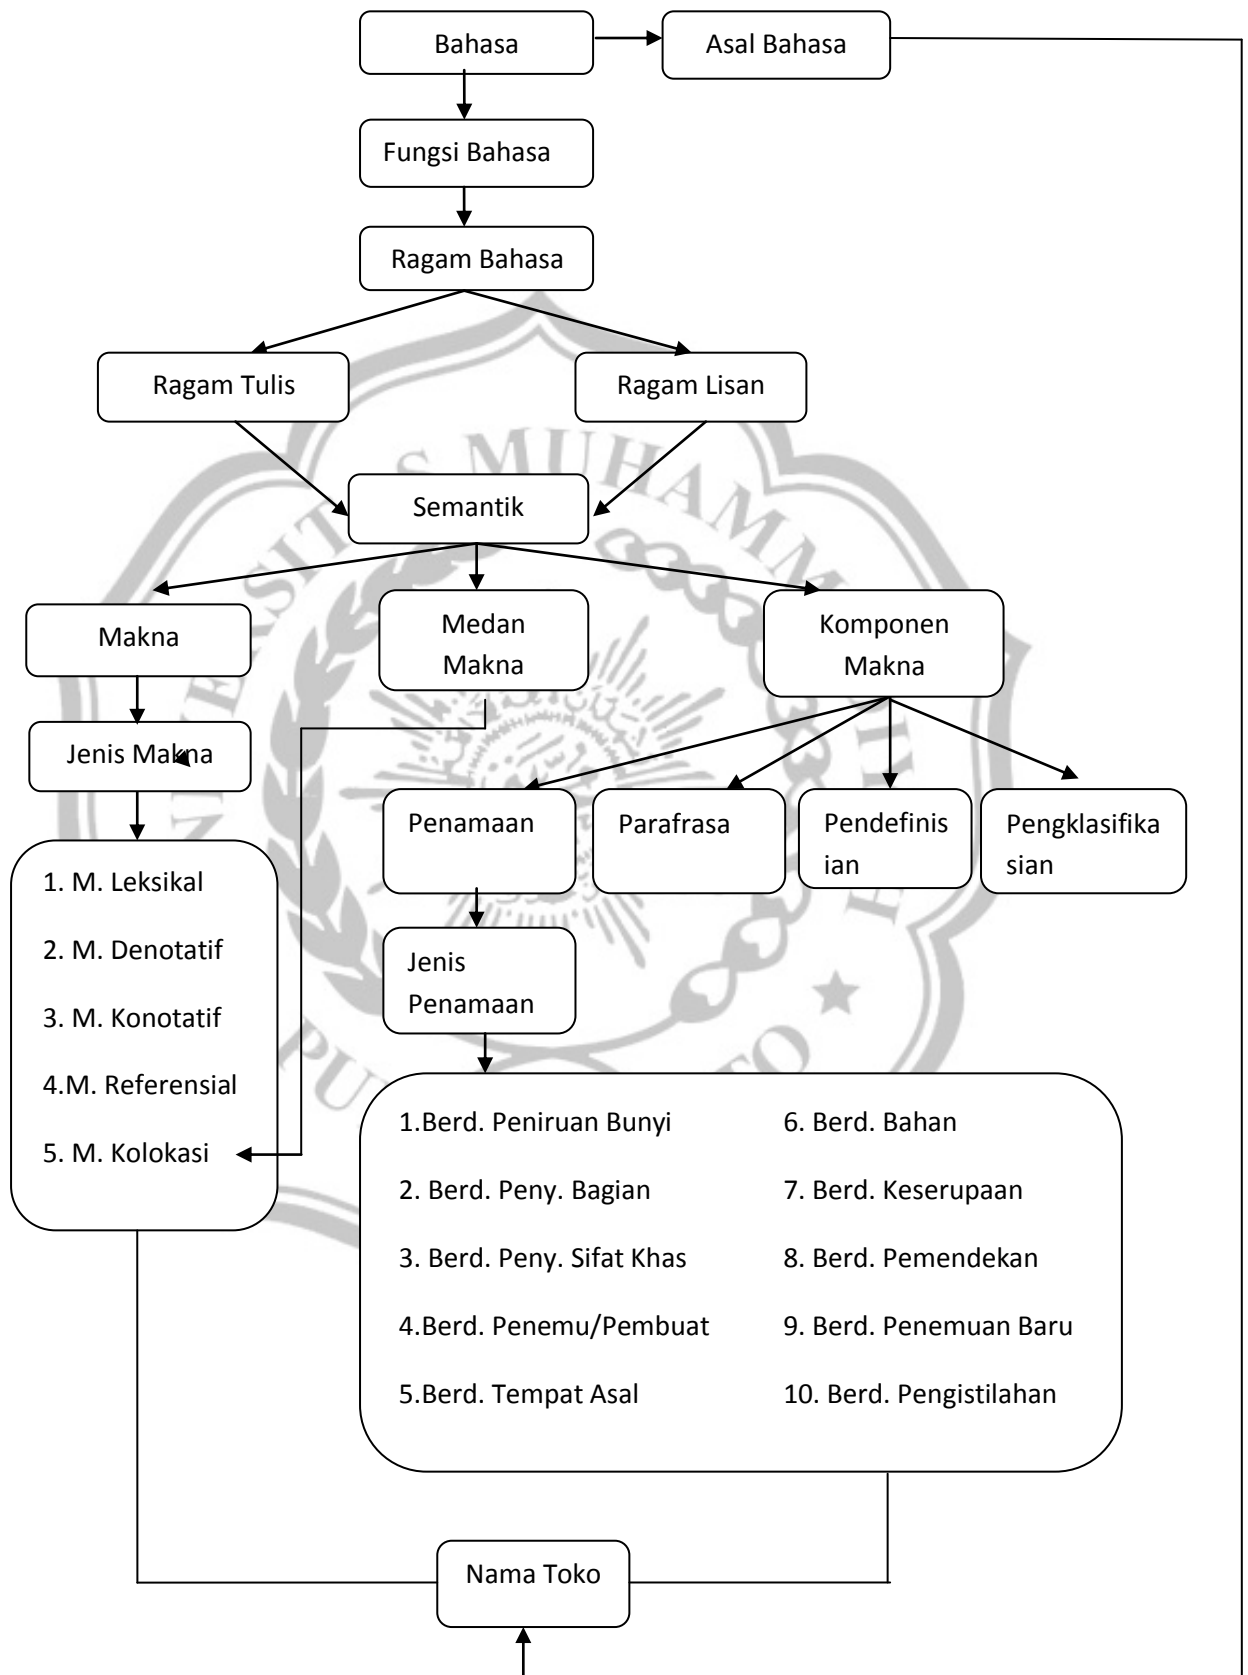 Bahasa
Asal Bahasa
Fungsi Bahasa
Ragam Bahasa
Ragam Tulis
Ragam Lisan
Semantik
Makna
Medan
Makna
Komponen
Makna
Jenis Makna
Penamaan
Parafrasa
Pendefinis
ian
Pengklasifika
sian
1. M. Leksikal
2. M. Denotatif
3. M. Konotatif
4.M. Referensial
5. M. Kolokasi
Jenis
Penamaan
1.Berd. Peniruan Bunyi
2. Berd. Peny. Bagian
3. Berd. Peny. Sifat Khas
4.Berd. Penemu/Pembuat
5.Berd. Tempat Asal
6. Berd. Bahan
7. Berd. Keserupaan
8. Berd. Pemendekan
9. Berd. Penemuan Baru
10. Berd. Pengistilahan
Nama Toko